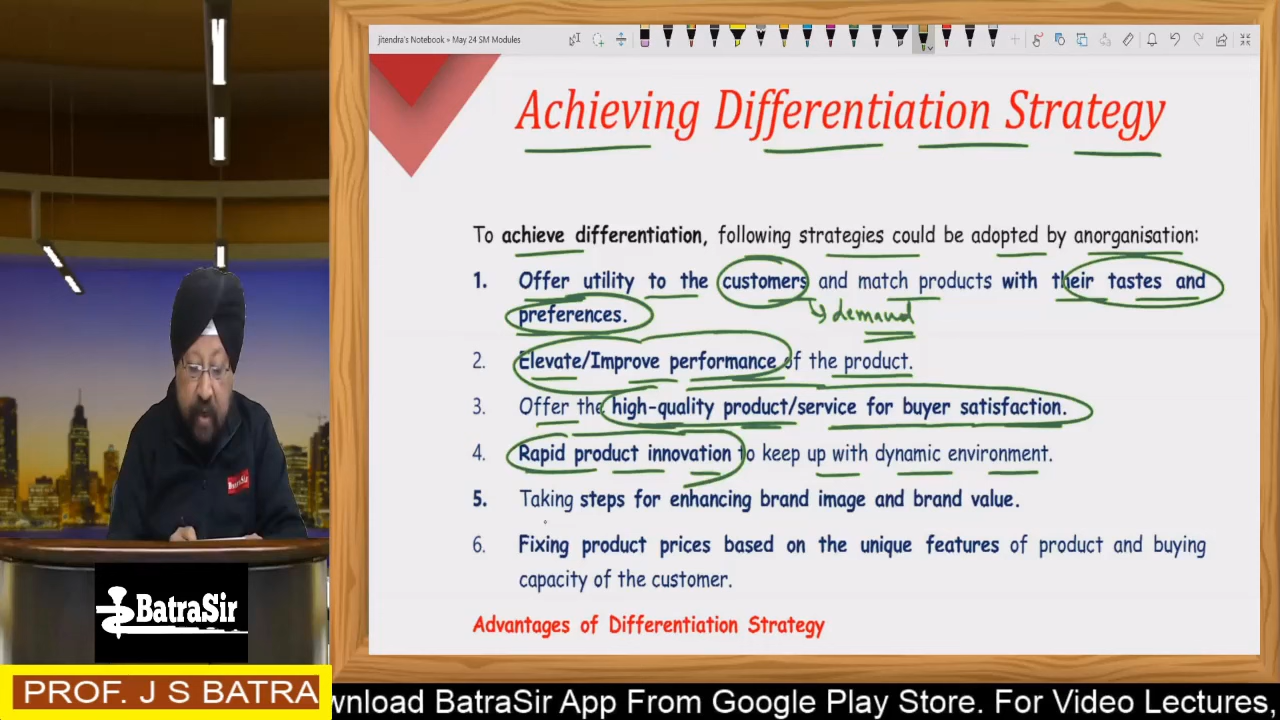 jitendra's Notebook » May 24 SM Modules
Achieving Differentiation Strategy
To achieve differentiation, following strategies could be adopted by anorganisation:
1. Offer utility to the customers and match products with their tastes and
preferences.
demand
2. Elevate/Improve performance of the product.
3. Offer the high-quality product/service for buyer satisfaction.
4. Rapid product innovation to keep up with dynamic environment.
5. Taking steps for enhancing brand image and brand value.
6. Fixing product prices based on the unique features of product and buying
capacity of the customer.
Advantages of Differentiation Strategy
BatraSir
BatraSir
PROF. J S BATRA
wnload BatraSir App From Google Play Store. For Video Lectures,